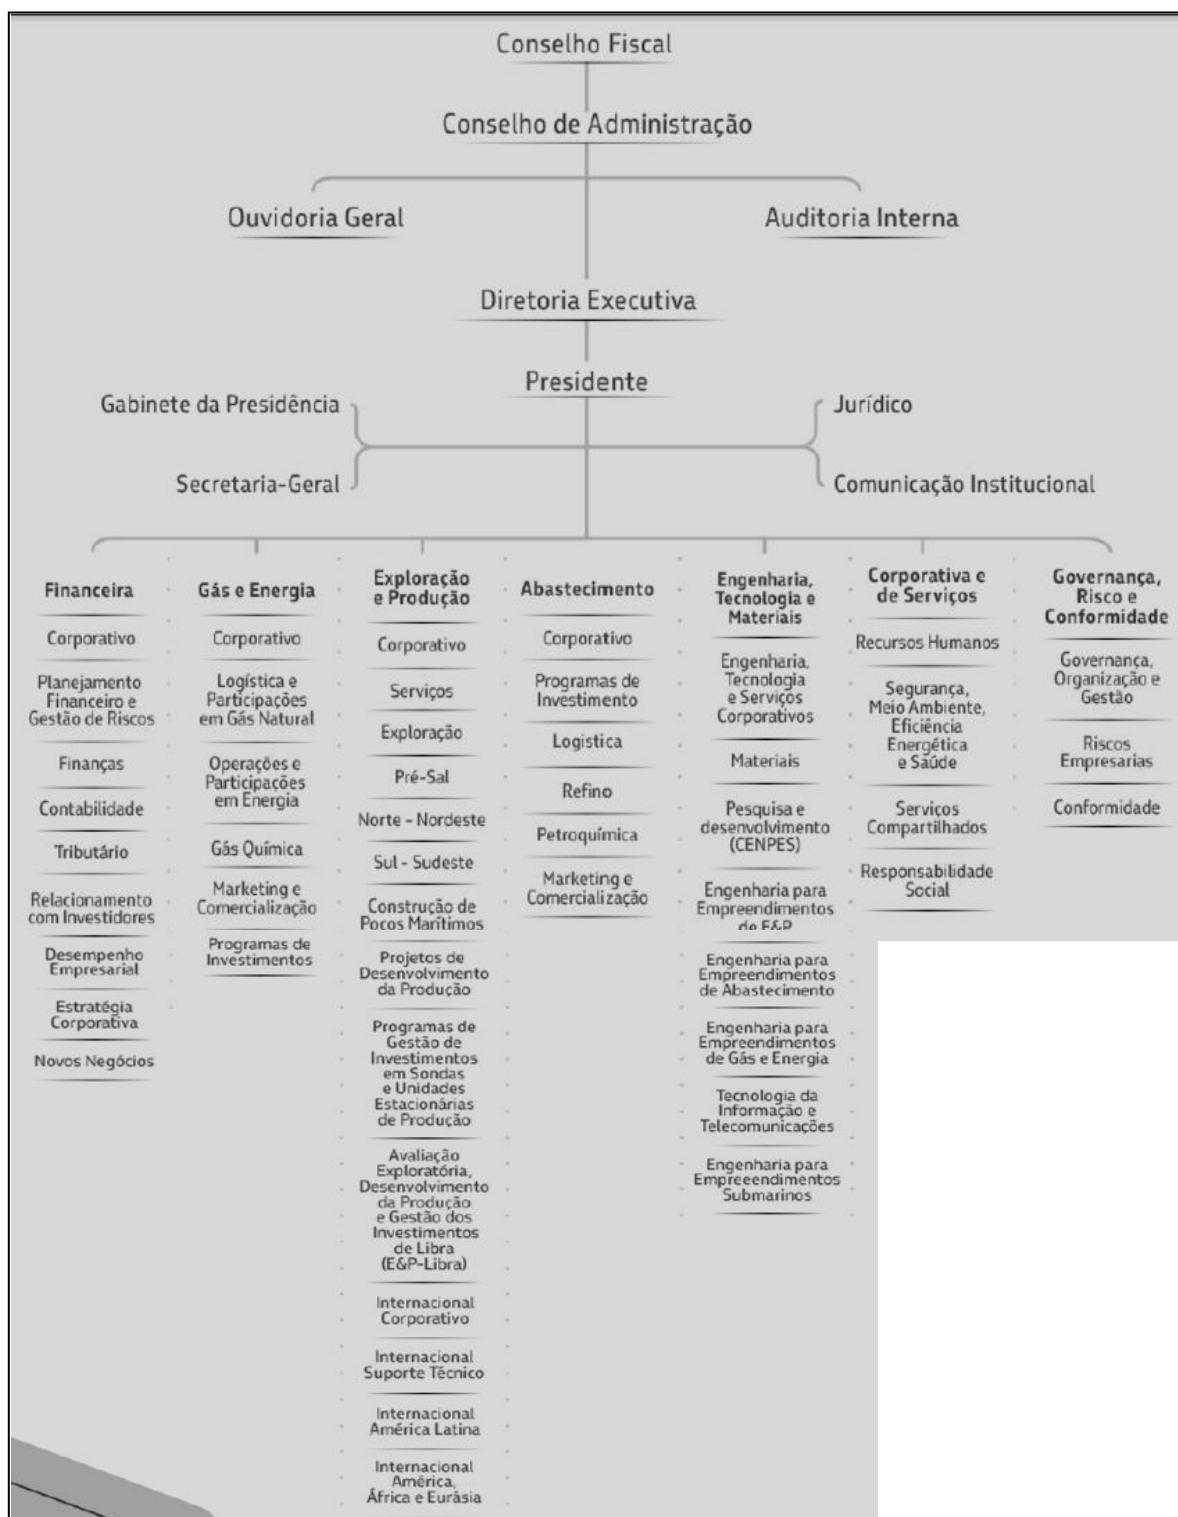 Conselho Fiscal
Conselho de Administração
Ouvidoria Geral
Auditoria Interna
Diretoria Executiva
Presidente
Gabinete da Presidência
Jurídico
Secretaria-Geral
Comunicação Institucional
Financeira
Corporativo
Planejamento
Financeiro e
Gestão de Riscos
Finanças
Contabilidade
Tributário
Relacionamento
com Investidores
Desempenho
Empresarial
Estratégia
Corporativa
Novos Negócios
Gás e Energia
Corporativo
Logística e
Participações
em Gás Natural
Operações e
Participações
em Energia
Gás Química
Marketing e
Comercialização
Programas de
Investimentos
Exploração
e Produção
Corporativo
Serviços
Exploração
Pré-Sal
Norte - Nordeste
Sul - Sudeste
Construção de
Pocos Marítimos
Projetos de
Desenvolvimento
da Produção
Programas de
Gestão de
Investimentos
em Sondas
e Unidades
Estacionárias
de Produção
Avaliação
Exploratória,
Desenvolvimento
da Produção
e Gestão dos
Investimentos
de Libra
(E&P-Libra)
Internacional
Corporativo
Internacional
Suporte Técnico
Internacional
América Latina
Internacional
América,
África e Eurásia
Abastecimento
Corporativo
Programas de
Investimento
Logística
Refino
Petroquímica
Marketing e
Comercialização
Engenharia,
Tecnologia e
Materiais
Engenharia,
Tecnologia
e Serviços
Corporativos
Materiais
Pesquisa e
desenvolvimento
(CENPES)
Engenharia para
Empreendimentos
de E&P
Engenharia para
Empreendimentos
de Abastecimento
Engenharia para
Empreendimentos
de Gás e Energia
Tecnologia da
Informação e
Telecomunicações
Engenharia para
Empreeendimentos
Submarinos
Corporativa e
de Serviços
Recursos Humanos
Segurança,
Meio Ambiente,
Eficiência
Energética
e Saúde
Serviços
Compartilhados
Responsabilidade
Social
Governança,
Risco e
Conformidade
Governança,
Organização e
Gestão
Riscos
Empresarias
Conformidade